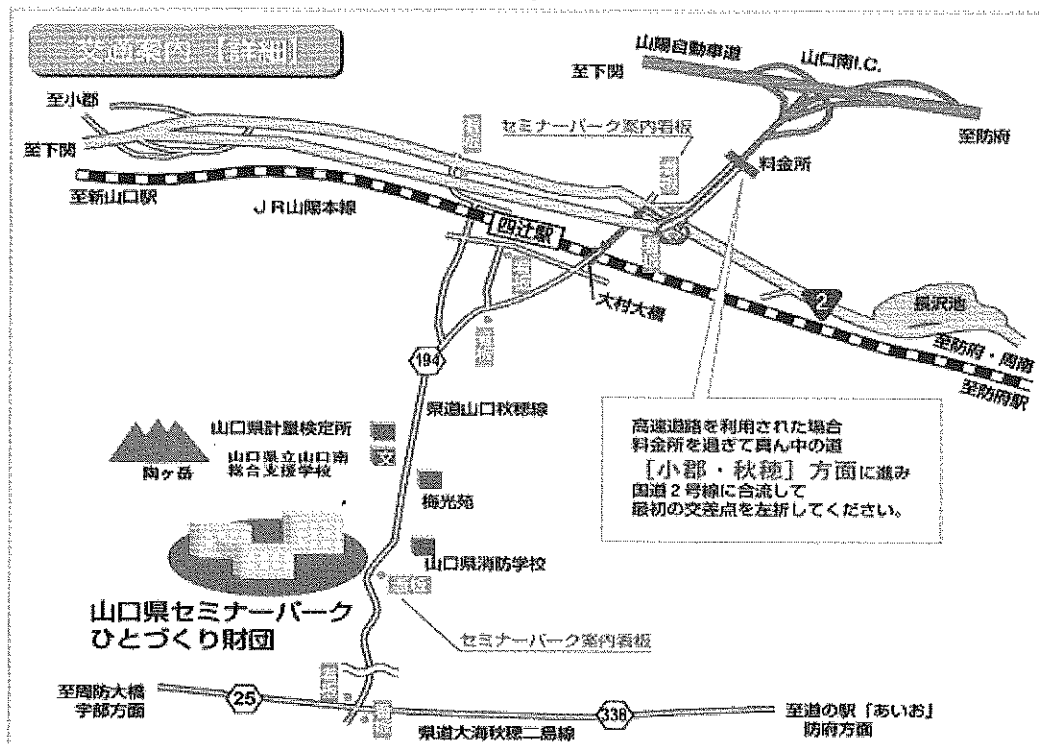 交通案内 [詳細]
山陽自動車道
山口南I.C.
至下関
至小郡
セミナーパーク案内看板
至防府
至下関
料金所
至新山口駅
JR山陽本線
四辻駅
大村大橋
2
長沢池
至防府・周南
至防府駅
194
県道山口秋穂線
高速道路を利用された場合
料金所を過ぎて真ん中の道
[小郡・秋穂] 方面に進み
国道2号線に合流して
最初の交差点を左折してください。
山口県計量検定所
山口県立山口南
総合支援学校
文
陶ヶ岳
梅光苑
山口県消防学校
山口県セミナーパーク
ひとづくり財団
セミナーパーク案内看板
至周防大橋
宇部方面
25
県道大海秋穂二島線
338
至道の駅「あいお」
防府方面